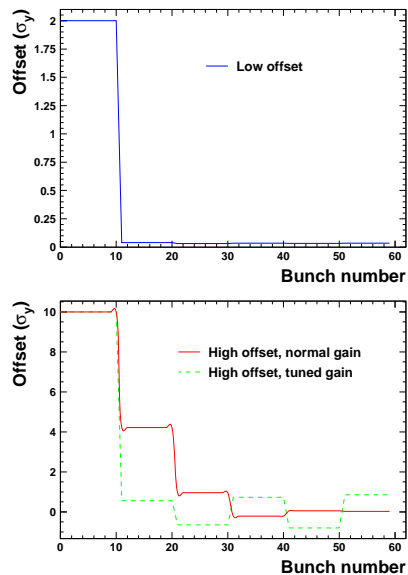 Offset (σy)
2
1.75
1.5
1.25
1
0.75
0.5
0.25
0
Low offset
0 10 20 30 40 50 60
Bunch number
Offset (σy)
10
8
6
4
2
0
High offset, normal gain
High offset, tuned gain
0 10 20 30 40 50 60
Bunch number